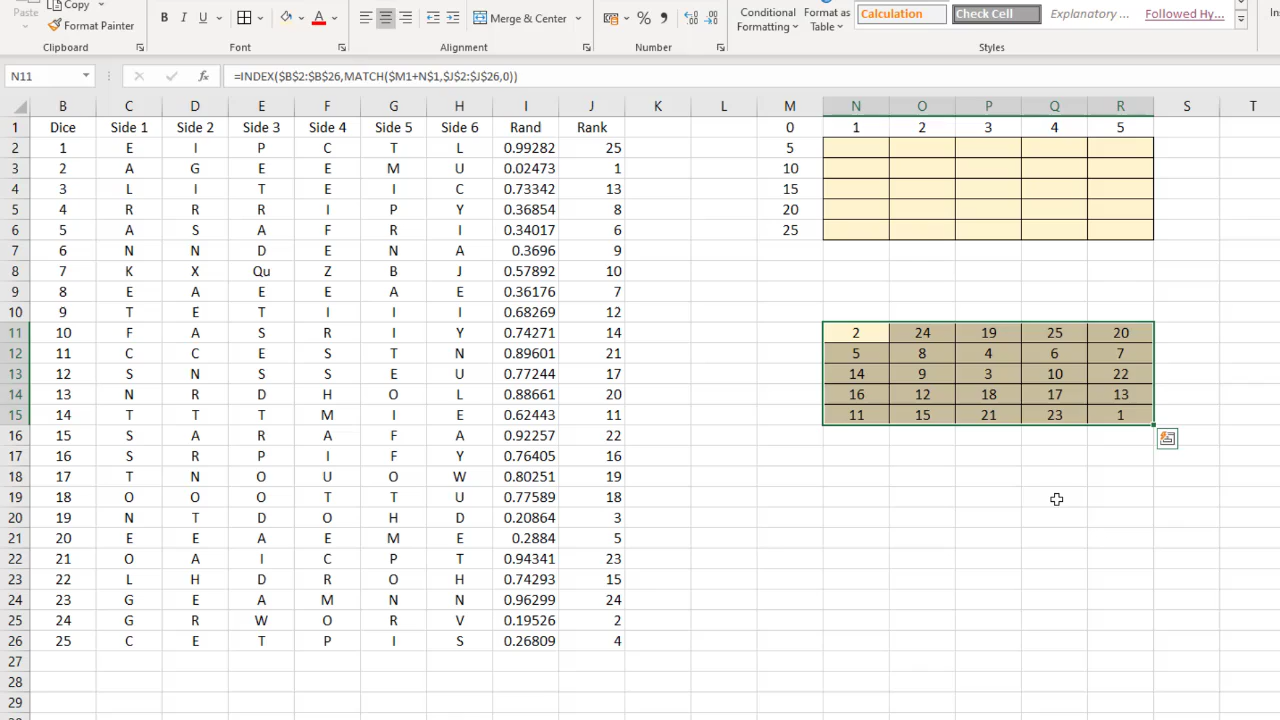 Paste Copy Format Painter B I U A Merge & Center % Conditional Formatting Format as Table Calculation Check Cell Explanatory ... Followed Hy...
Clipboard Font Alignment Number Styles In
N11 fx =INDEX($B$2:$B$26,MATCH($M1+N$1,$J$2:$J$26,0))
B C D E F G H I J K L M N O P Q R S T
1 Dice Side 1 Side 2 Side 3 Side 4 Side 5 Side 6 Rand Rank 0 1 2 3 4 5
2 1 E I P C T L 0.99282 25 5
3 2 A G E E M U 0.02473 1 10
4 3 L I T E I C 0.73342 13 15
5 4 R R R I P Y 0.36854 8 20
6 5 A S A F R I 0.34017 6 25
7 6 N N D E N A 0.3696 9
8 7 K X Qu Z B J 0.57892 10
9 8 E A E E A E 0.36176 7
10 9 T E T I I I 0.68269 12
11 10 F A S R I Y 0.74271 14 2 24 19 25 20
12 11 C C E S T N 0.89601 21 5 8 4 6 7
13 12 S N S S E U 0.77244 17 14 9 3 10 22
14 13 N R D H O L 0.88661 20 16 12 18 17 13
15 14 T T T M I E 0.62443 11 11 15 21 23 1
16 15 S A R A F A 0.92257 22
17 16 S R P I F Y 0.76405 16
18 17 T N O U O W 0.80251 19
19 18 O O O T T U 0.77589 18
20 19 N T D O H D 0.20864 3
21 20 E E A E M E 0.2884 5
22 21 O A I C P T 0.94341 23
23 22 L H D R O H 0.74293 15
24 23 G E A M N N 0.96299 24
25 24 G R W O R V 0.19526 2
26 25 C E T P I S 0.26809 4
27
28
29